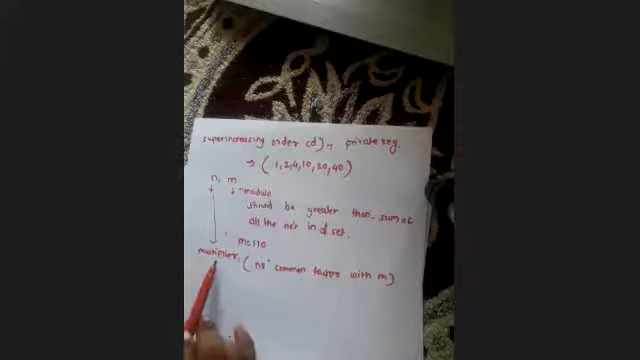 superincreasing order (d) → private key.
→ (1,2,4,10,20,40)
n, m
↓ ↓ modulo
should be greater than sum of
all the no's in d set.
m=110
multiplier. ( no common factor with m)